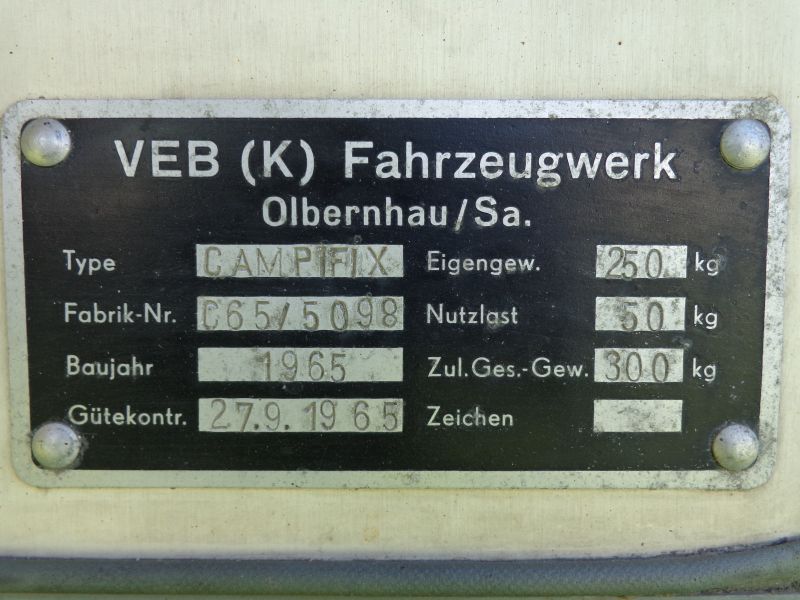 VEB (K) Fahrzeugwerk
Olbernhau/Sa.
Type CAMPIFIX Eigengew. 250 kg
Fabrik-Nr. C65/5098 Nutzlast 50 kg
Baujahr 1965 Zul.Ges.-Gew. 300 kg
Gütekontr. 27.9.1965 Zeichen